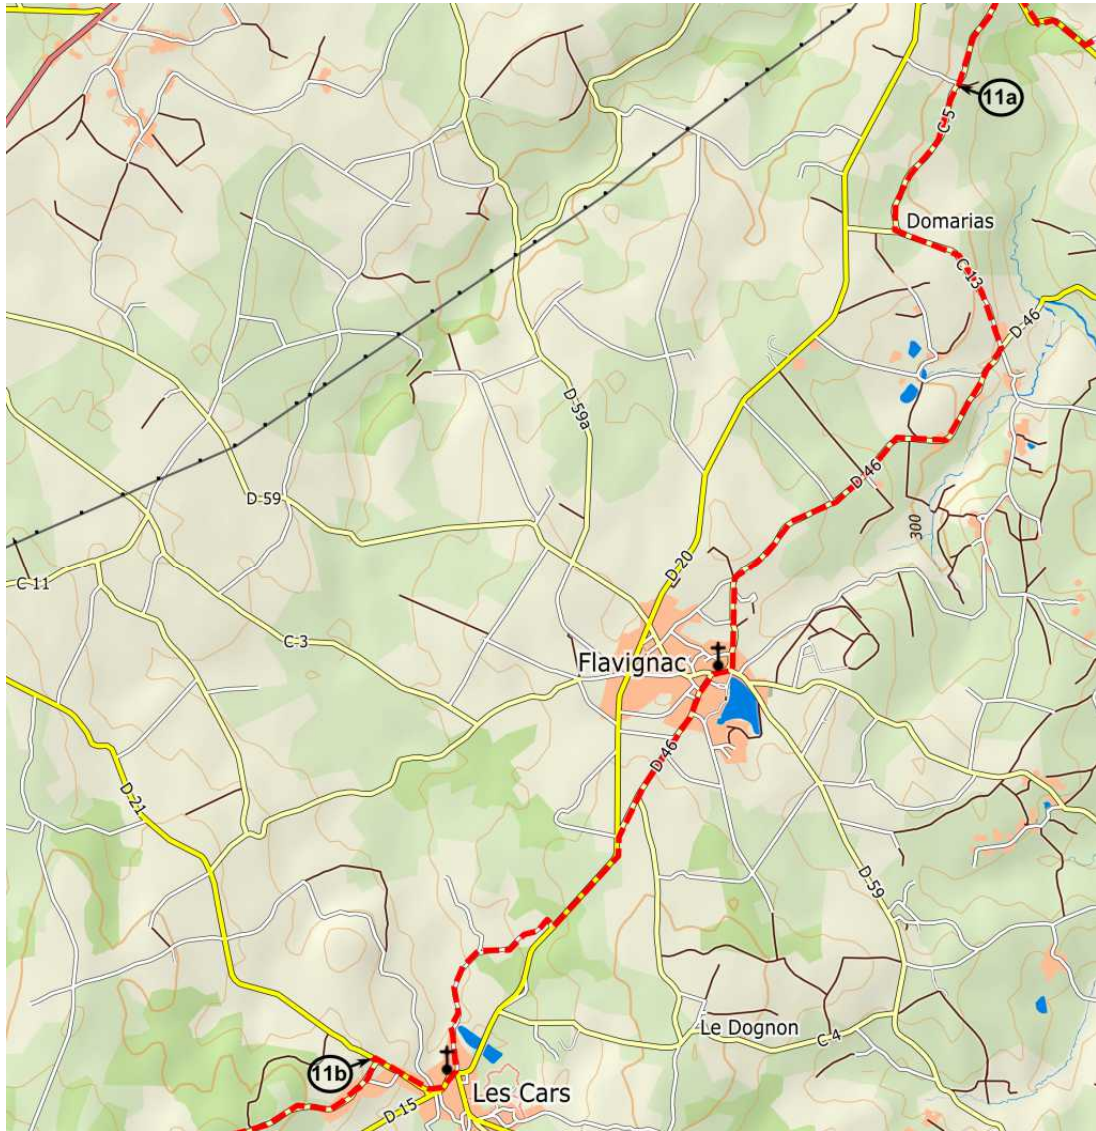 11a
C 5
Domarias
C 13
D 46
D 59a
D 46
D 59
300
D 20
C 11
C 3
Flavignac
D 46
D 21
D 59
Le Dognon
C 4
11b
Les Cars
D 15